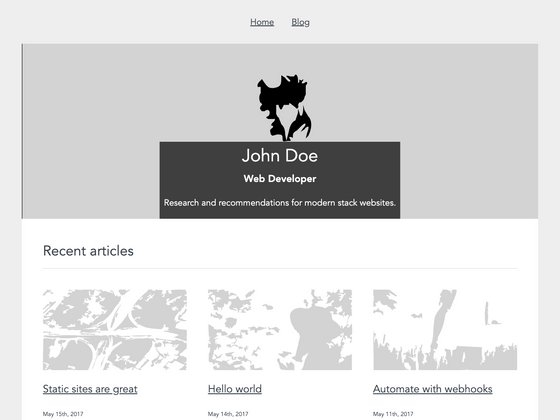 Home Blog
John Doe
Web Developer
Research and recommendations for modern stack websites.
Recent articles
Static sites are great
Hello world
Automate with webhooks
May 15th, 2017
May 14th, 2017
May 11th, 2017